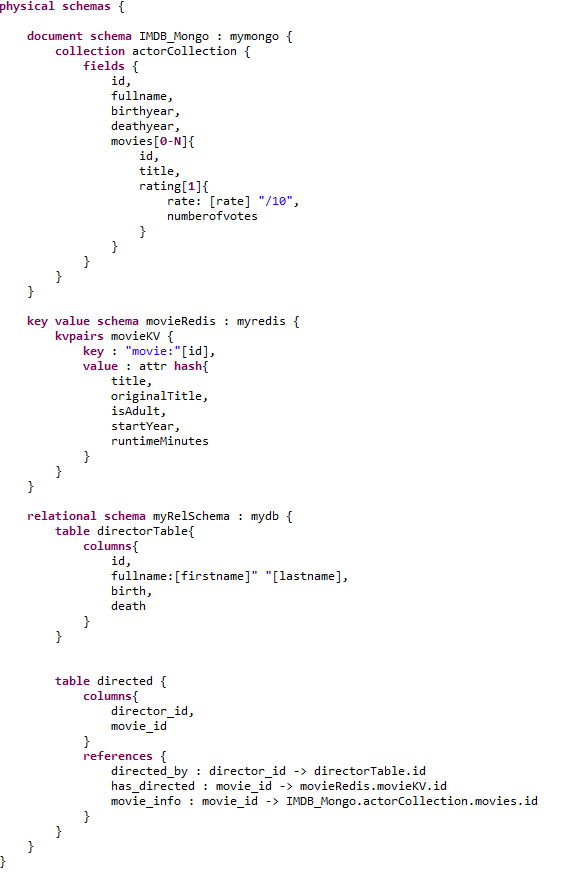 physical schemas {
document schema IMDB_Mongo : mymongo {
collection actorCollection {
fields {
id,
fullname,
birthyear,
deathyear,
movies[0-N]{
id,
title,
rating[1]{
rate: [rate] "/10",
numberofvotes
}
}
}
}
}
key value schema movieRedis : myredis {
kvpairs movieKV {
key : "movie:"[id],
value : attr hash{
title,
originalTitle,
isAdult,
startYear,
runtimeMinutes
}
}
}
relational schema myRelSchema : mydb {
table directorTable{
columns{
id,
fullname:[firstname]" "[lastname],
birth,
death
}
}
table directed {
columns{
director_id,
movie_id
}
references {
directed_by : director_id -> directorTable.id
has_directed : movie_id -> movieRedis.movieKV.id
movie_info : movie_id -> IMDB_Mongo.actorCollection.movies.id
}
}
}
}